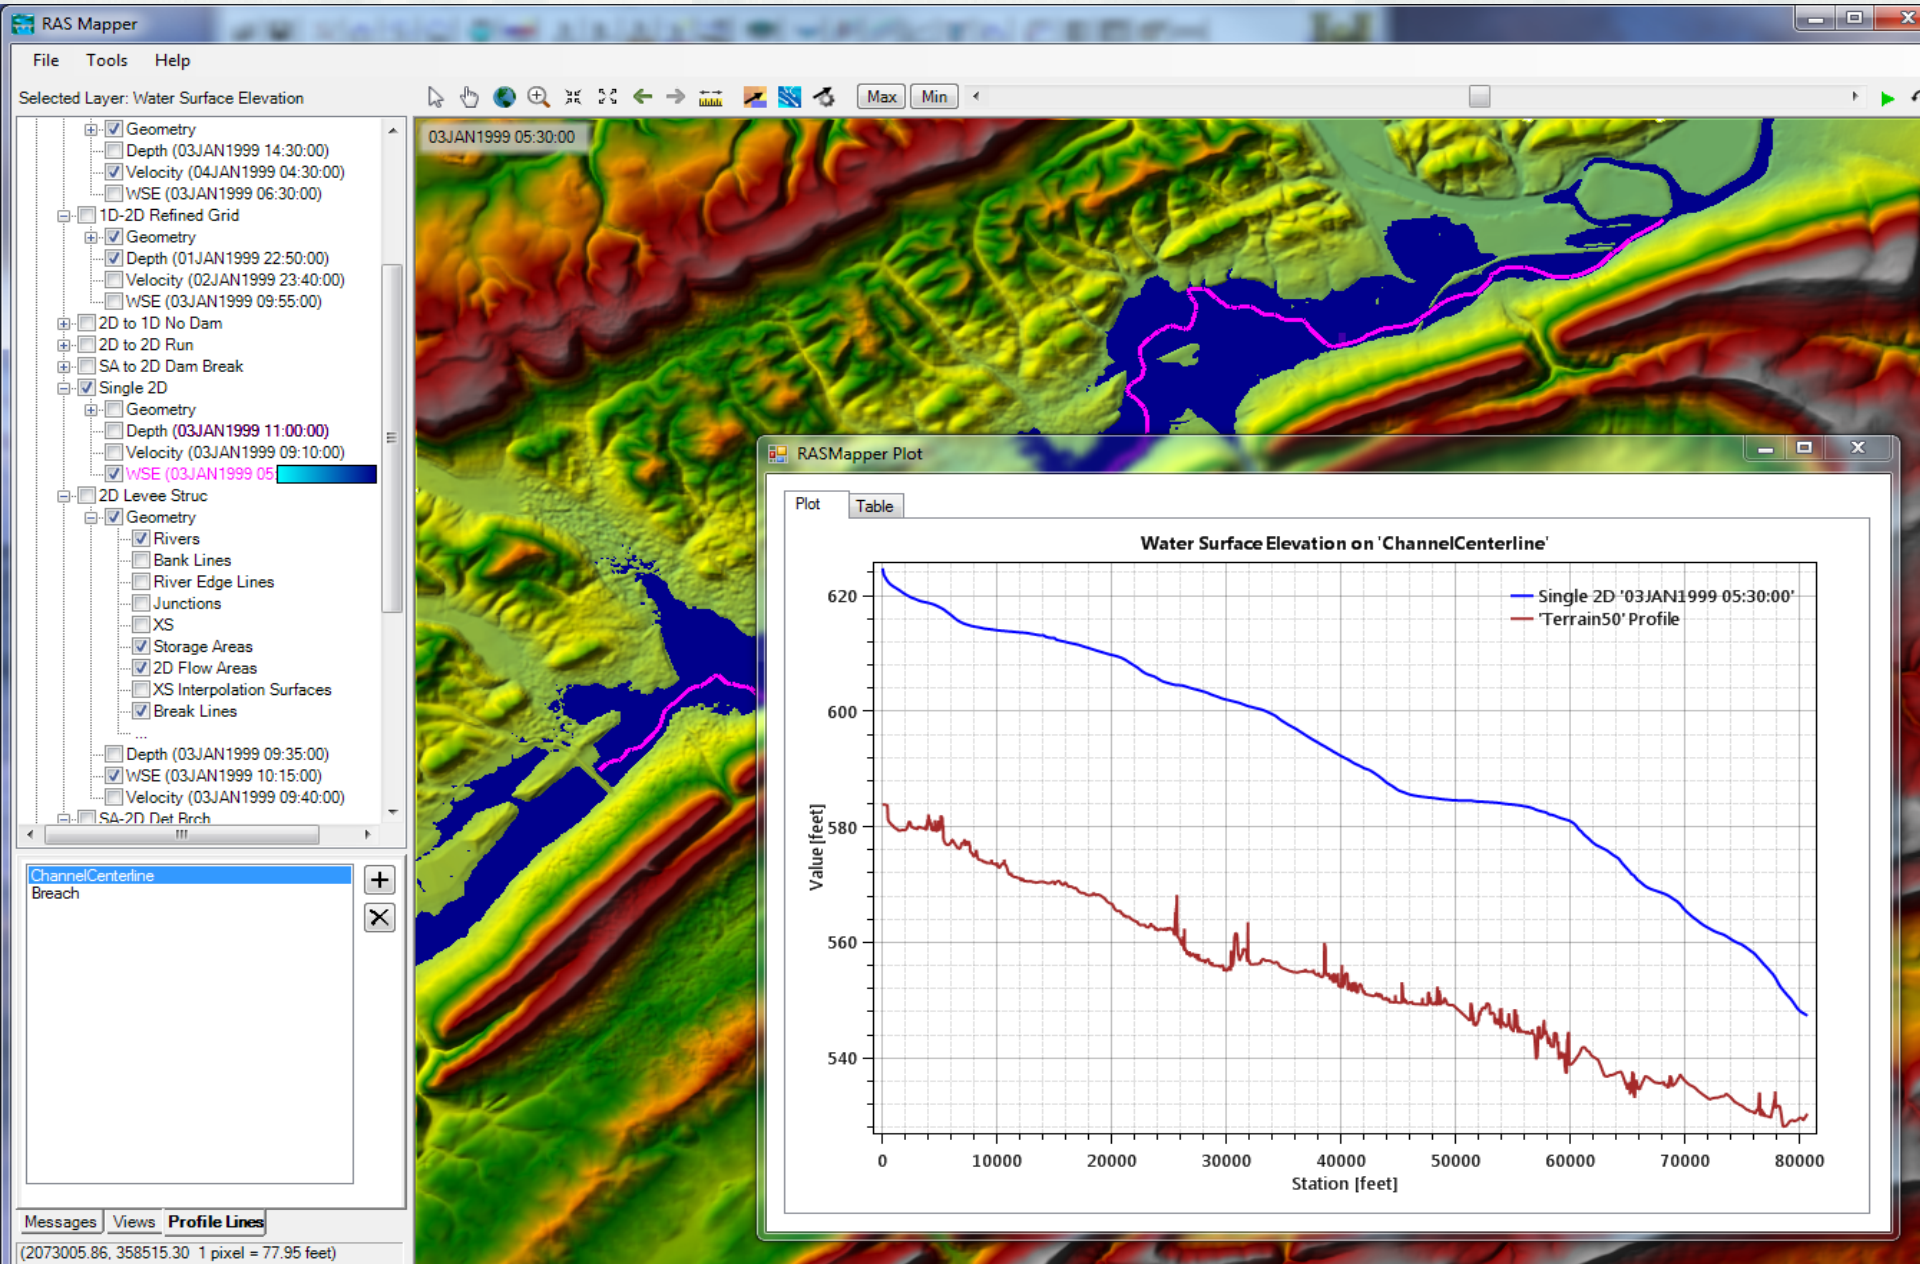 RAS Mapper
File Tools Help
Selected Layer: Water Surface Elevation
Max Min
Geometry
Depth (03JAN1999 14:30:00)
Velocity (04JAN1999 04:30:00)
WSE (03JAN1999 06:30:00)
1D-2D Refined Grid
Geometry
Depth (01JAN1999 22:50:00)
Velocity (02JAN1999 23:40:00)
WSE (03JAN1999 09:55:00)
2D to 1D No Dam
2D to 2D Run
SA to 2D Dam Break
Single 2D
Geometry
Depth (03JAN1999 11:00:00)
Velocity (03JAN1999 09:10:00)
WSE (03JAN1999 05:
2D Levee Struc
Geometry
Rivers
Bank Lines
River Edge Lines
Junctions
XS
Storage Areas
2D Flow Areas
XS Interpolation Surfaces
Break Lines
...
Depth (03JAN1999 09:35:00)
WSE (03JAN1999 10:15:00)
Velocity (03JAN1999 09:40:00)
SA-2D Det Brch
ChannelCenterline
Breach
Messages Views Profile Lines
(2073005.86, 358515.30 1 pixel = 77.95 feet)
03JAN1999 05:30:00
RASMapper Plot
Plot Table
Water Surface Elevation on 'ChannelCenterline'
Single 2D '03JAN1999 05:30:00'
'Terrain50' Profile
Value [feet]
620
600
580
560
540
0 10000 20000 30000 40000 50000 60000 70000 80000
Station [feet]